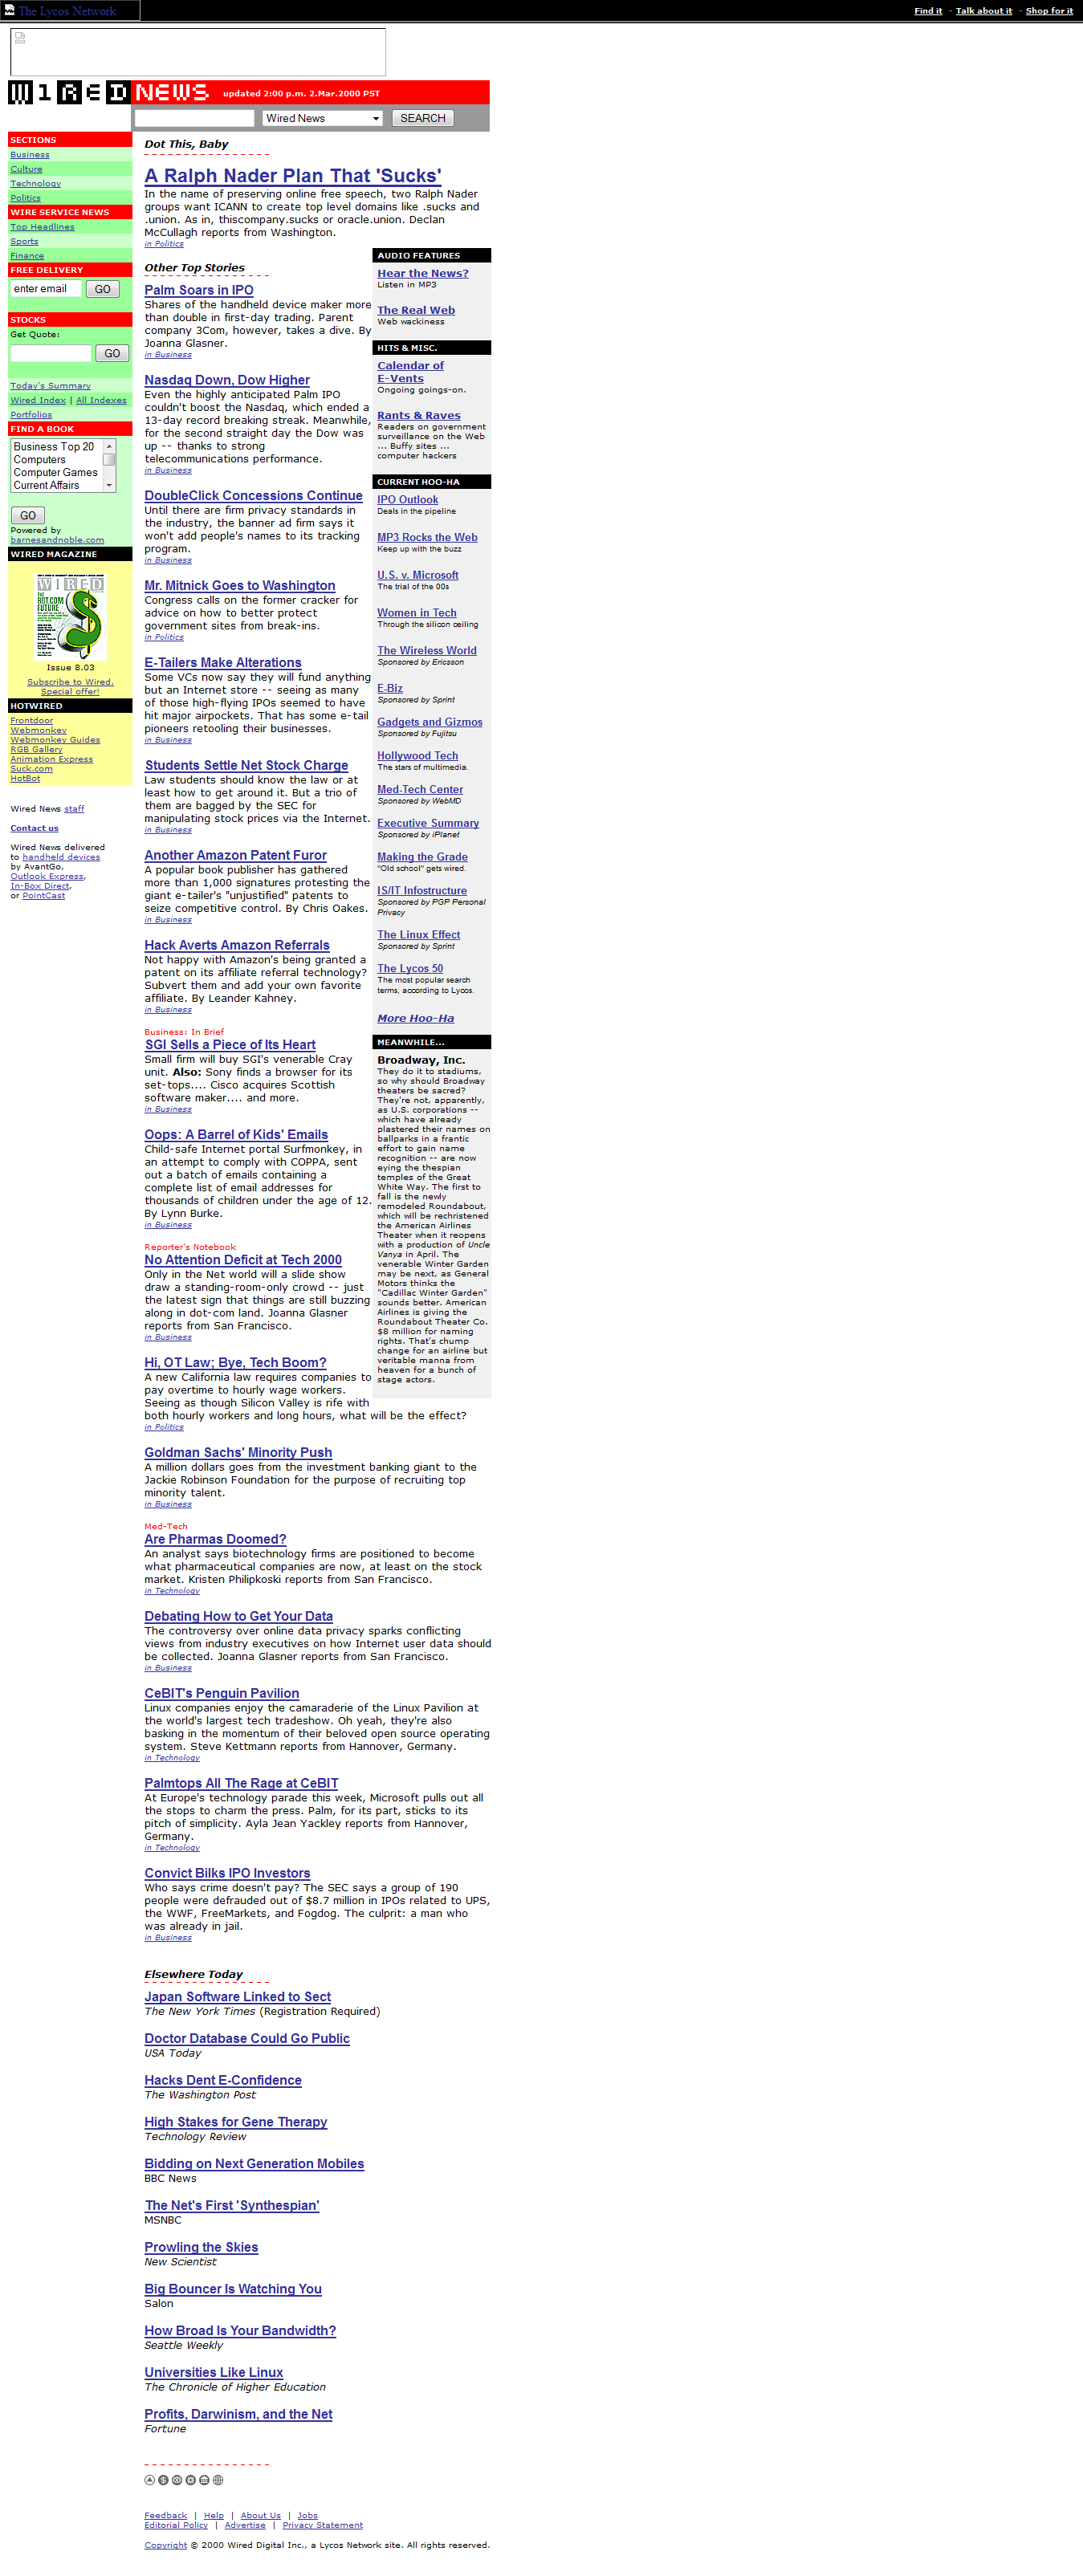 The Lycos Network
Find it - Talk about it - Shop for it
WIRED NEWS updated 2:00 p.m. 2.Mar.2000 PST
Wired News SEARCH
SECTIONS
Business
Culture
Technology
Politics
WIRE SERVICE NEWS
Top Headlines
Sports
Finance
FREE DELIVERY
enter email GO
STOCKS
Get Quote:
GO
Today's Summary
Wired Index | All Indexes
Portfolios
FIND A BOOK
Business Top 20
Computers
Computer Games
Current Affairs
GO
Powered by
barnesandnoble.com
WIRED MAGAZINE
WIRED
Issue 8.03
Subscribe to Wired.
Special offer!
HOTWIRED
Frontdoor
Webmonkey
Webmonkey Guides
RGB Gallery
Animation Express
Suck.com
HotBot
Wired News staff
Contact us
Wired News delivered
to handheld devices
by AvantGo,
Outlook Express,
In-Box Direct,
or PointCast
Dot This, Baby
A Ralph Nader Plan That 'Sucks'
In the name of preserving online free speech, two Ralph Nader
groups want ICANN to create top level domains like .sucks and
.union. As in, thiscompany.sucks or oracle.union. Declan
McCullagh reports from Washington.
in Politics
Other Top Stories
Palm Soars in IPO
Shares of the handheld device maker more
than double in first-day trading. Parent
company 3Com, however, takes a dive. By
Joanna Glasner.
in Business
Nasdaq Down, Dow Higher
Even the highly anticipated Palm IPO
couldn't boost the Nasdaq, which ended a
13-day record breaking streak. Meanwhile,
for the second straight day the Dow was
up -- thanks to strong
telecommunications performance.
in Business
DoubleClick Concessions Continue
Until there are firm privacy standards in
the industry, the banner ad firm says it
won't add people's names to its tracking
program.
in Business
Mr. Mitnick Goes to Washington
Congress calls on the former cracker for
advice on how to better protect
government sites from break-ins.
in Politics
E-Tailers Make Alterations
Some VCs now say they will fund anything
but an Internet store -- seeing as many
of those high-flying IPOs seemed to have
hit major airpockets. That has some e-tail
pioneers retooling their businesses.
in Business
Students Settle Net Stock Charge
Law students should know the law or at
least how to get around it. But a trio of
them are bagged by the SEC for
manipulating stock prices via the Internet.
in Business
Another Amazon Patent Furor
A popular book publisher has gathered
more than 1,000 signatures protesting the
giant e-tailer's "unjustified" patents to
seize competitive control. By Chris Oakes.
in Business
Hack Averts Amazon Referrals
Not happy with Amazon's being granted a
patent on its affiliate referral technology?
Subvert them and add your own favorite
affiliate. By Leander Kahney.
in Business
Business: In Brief
SGI Sells a Piece of Its Heart
Small firm will buy SGI's venerable Cray
unit. Also: Sony finds a browser for its
set-tops.... Cisco acquires Scottish
software maker.... and more.
in Business
Oops: A Barrel of Kids' Emails
Child-safe Internet portal Surfmonkey, in
an attempt to comply with COPPA, sent
out a batch of emails containing a
complete list of email addresses for
thousands of children under the age of 12.
By Lynn Burke.
in Business
Reporter's Notebook
No Attention Deficit at Tech 2000
Only in the Net world will a slide show
draw a standing-room-only crowd -- just
the latest sign that things are still buzzing
along in dot-com land. Joanna Glasner
reports from San Francisco.
in Business
Hi, OT Law; Bye, Tech Boom?
A new California law requires companies to
pay overtime to hourly wage workers.
Seeing as though Silicon Valley is rife with
both hourly workers and long hours, what will be the effect?
in Politics
Goldman Sachs' Minority Push
A million dollars goes from the investment banking giant to the
Jackie Robinson Foundation for the purpose of recruiting top
minority talent.
in Business
Med-Tech
Are Pharmas Doomed?
An analyst says biotechnology firms are positioned to become
what pharmaceutical companies are now, at least on the stock
market. Kristen Philipkoski reports from San Francisco.
in Technology
Debating How to Get Your Data
The controversy over online data privacy sparks conflicting
views from industry executives on how Internet user data should
be collected. Joanna Glasner reports from San Francisco.
in Business
CeBIT's Penguin Pavilion
Linux companies enjoy the camaraderie of the Linux Pavilion at
the world's largest tech tradeshow. Oh yeah, they're also
basking in the momentum of their beloved open source operating
system. Steve Kettmann reports from Hannover, Germany.
in Technology
Palmtops All The Rage at CeBIT
At Europe's technology parade this week, Microsoft pulls out all
the stops to charm the press. Palm, for its part, sticks to its
pitch of simplicity. Ayla Jean Yackley reports from Hannover,
Germany.
in Technology
Convict Bilks IPO Investors
Who says crime doesn't pay? The SEC says a group of 190
people were defrauded out of $8.7 million in IPOs related to UPS,
the WWF, FreeMarkets, and Fogdog. The culprit: a man who
was already in jail.
in Business
AUDIO FEATURES
Hear the News?
Listen in MP3
The Real Web
Web wackiness
HITS & MISC.
Calendar of
E-Vents
Ongoing goings-on.
Rants & Raves
Readers on government
surveillance on the Web
... Buffy sites ...
computer hackers
CURRENT HOO-HA
IPO Outlook
Deals in the pipeline
MP3 Rocks the Web
Keep up with the buzz
U.S. v. Microsoft
The trial of the 00s
Women in Tech
Through the silicon ceiling
The Wireless World
Sponsored by Ericsson
E-Biz
Sponsored by Sprint
Gadgets and Gizmos
Sponsored by Fujitsu
Hollywood Tech
The stars of multimedia.
Med-Tech Center
Sponsored by WebMD
Executive Summary
Sponsored by iPlanet
Making the Grade
"Old school" gets wired.
IS/IT Infostructure
Sponsored by PGP Personal
Privacy
The Linux Effect
Sponsored by Sprint
The Lycos 50
The most popular search
terms, according to Lycos.
More Hoo-Ha
MEANWHILE...
Broadway, Inc.
They do it to stadiums,
so why should Broadway
theaters be sacred?
They're not, apparently,
as U.S. corporations --
which have already
plastered their names on
ballparks in a frantic
effort to gain name
recognition -- are now
eying the thespian
temples of the Great
White Way. The first to
fall is the newly
remodeled Roundabout,
which will be rechristened
the American Airlines
Theater when it reopens
with a production of Uncle
Vanya in April. The
venerable Winter Garden
may be next, as General
Motors thinks the
"Cadillac Winter Garden"
sounds better. American
Airlines is giving the
Roundabout Theater Co.
$8 million for naming
rights. That's chump
change for an airline but
veritable manna from
heaven for a bunch of
stage actors.
Elsewhere Today
Japan Software Linked to Sect
The New York Times (Registration Required)
Doctor Database Could Go Public
USA Today
Hacks Dent E-Confidence
The Washington Post
High Stakes for Gene Therapy
Technology Review
Bidding on Next Generation Mobiles
BBC News
The Net's First 'Synthespian'
MSNBC
Prowling the Skies
New Scientist
Big Bouncer Is Watching You
Salon
How Broad Is Your Bandwidth?
Seattle Weekly
Universities Like Linux
The Chronicle of Higher Education
Profits, Darwinism, and the Net
Fortune
Feedback | Help | About Us | Jobs
Editorial Policy | Advertise | Privacy Statement
Copyright © 2000 Wired Digital Inc., a Lycos Network site. All rights reserved.